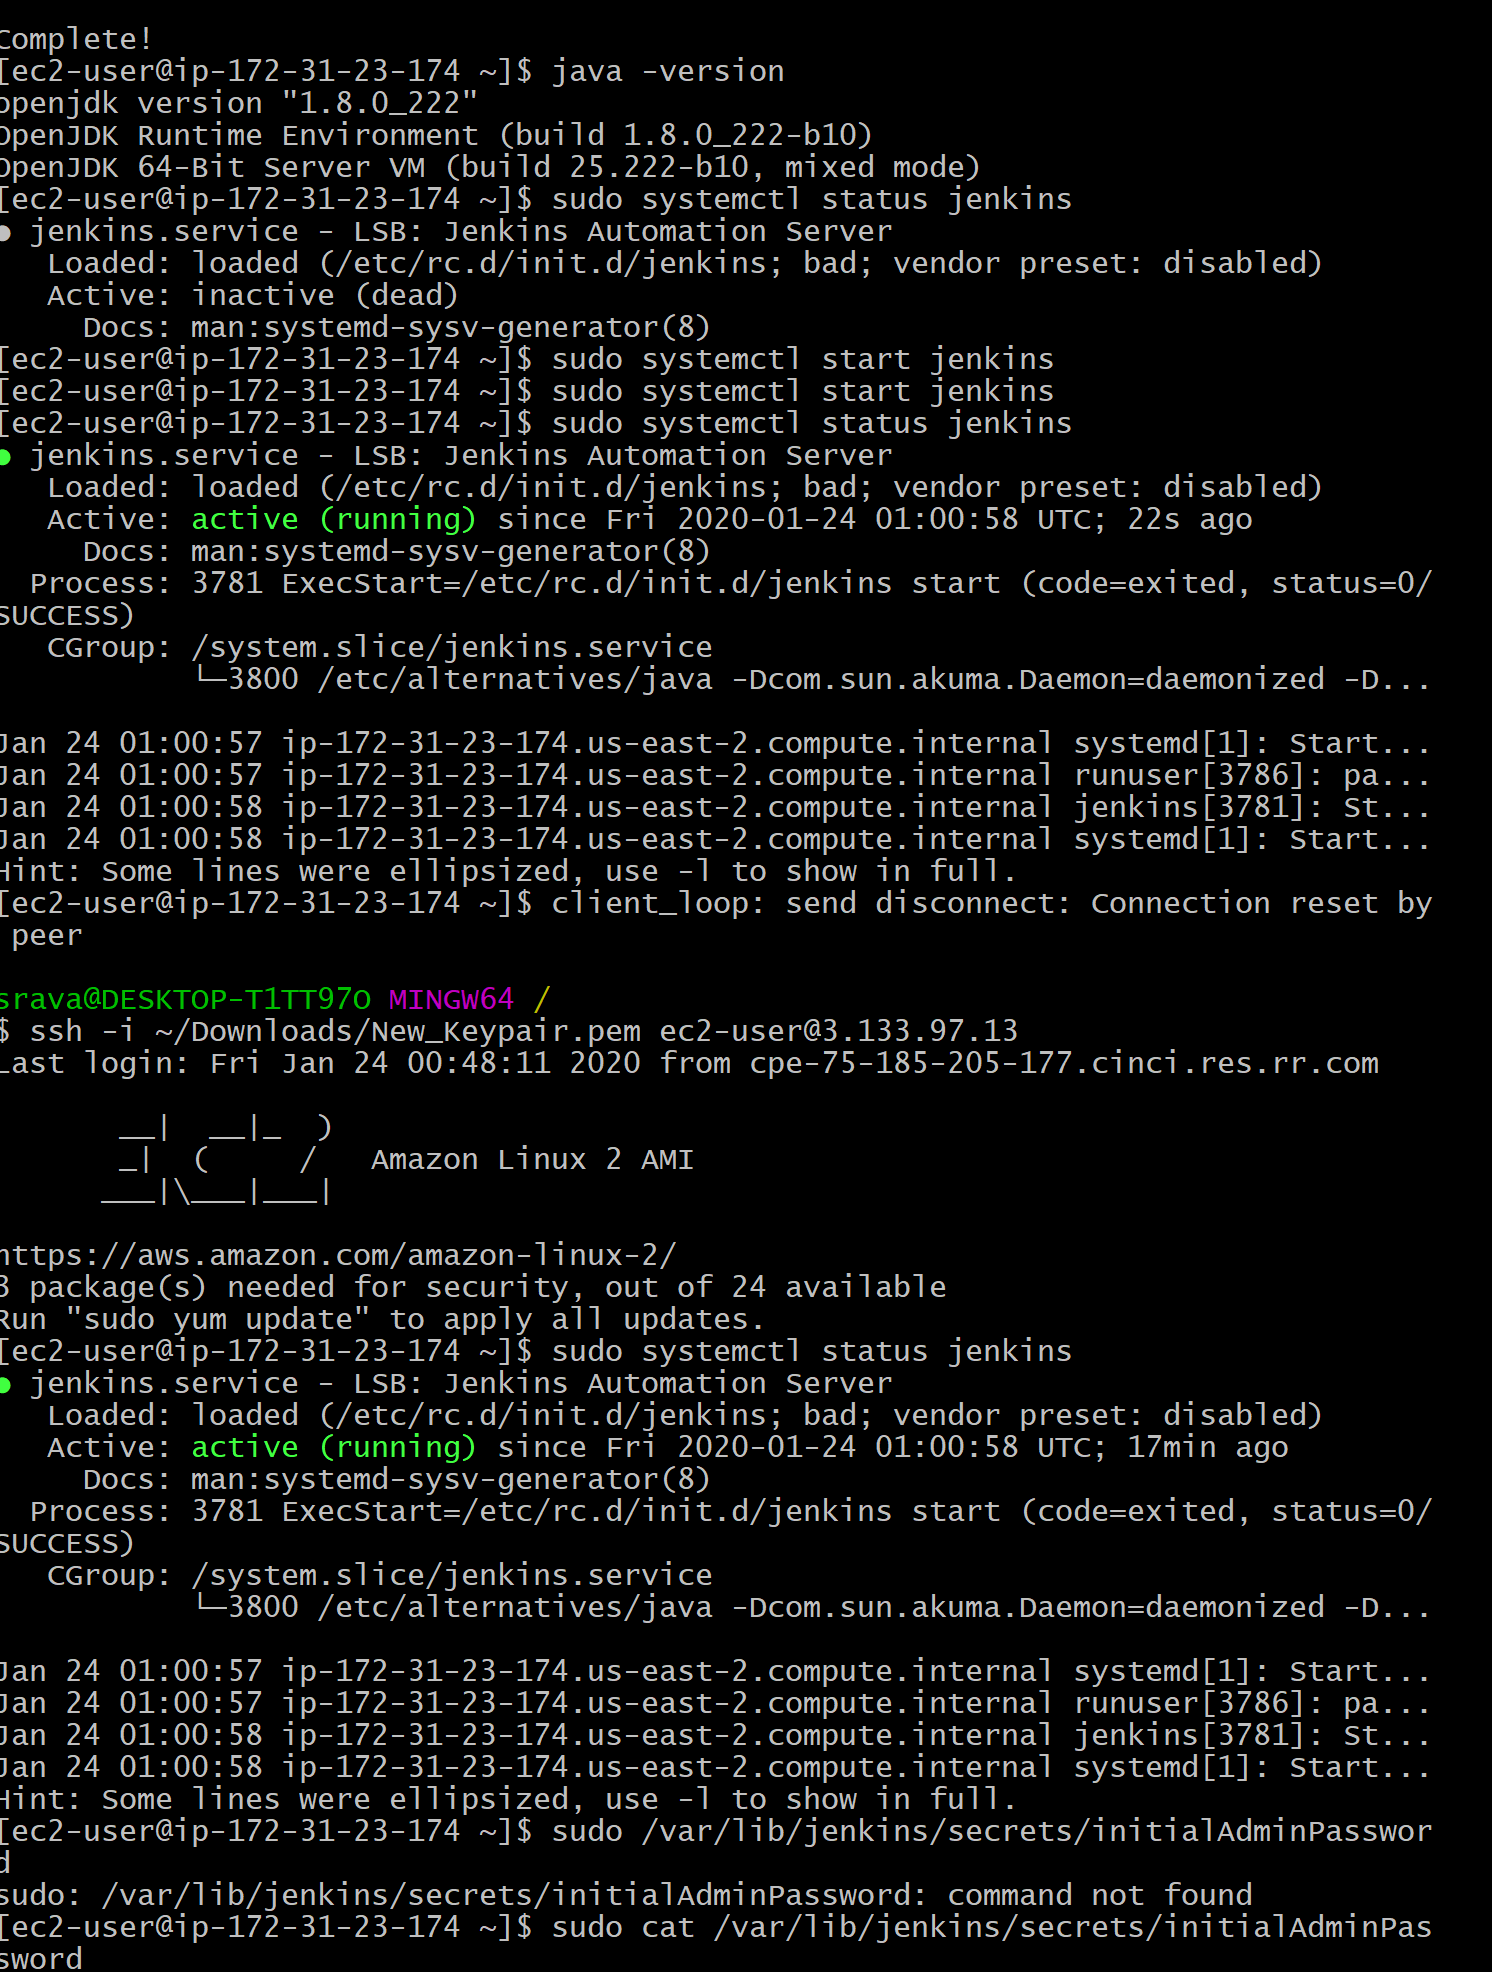 Complete!
[ec2-user@ip-172-31-23-174 ~]$ java -version
openjdk version "1.8.0_222"
OpenJDK Runtime Environment (build 1.8.0_222-b10)
OpenJDK 64-Bit Server VM (build 25.222-b10, mixed mode)
[ec2-user@ip-172-31-23-174 ~]$ sudo systemctl status jenkins
● jenkins.service - LSB: Jenkins Automation Server
   Loaded: loaded (/etc/rc.d/init.d/jenkins; bad; vendor preset: disabled)
   Active: inactive (dead)
     Docs: man:systemd-sysv-generator(8)
[ec2-user@ip-172-31-23-174 ~]$ sudo systemctl start jenkins
[ec2-user@ip-172-31-23-174 ~]$ sudo systemctl start jenkins
[ec2-user@ip-172-31-23-174 ~]$ sudo systemctl status jenkins
● jenkins.service - LSB: Jenkins Automation Server
   Loaded: loaded (/etc/rc.d/init.d/jenkins; bad; vendor preset: disabled)
   Active: active (running) since Fri 2020-01-24 01:00:58 UTC; 22s ago
     Docs: man:systemd-sysv-generator(8)
  Process: 3781 ExecStart=/etc/rc.d/init.d/jenkins start (code=exited, status=0/
SUCCESS)
   CGroup: /system.slice/jenkins.service
           └─3800 /etc/alternatives/java -Dcom.sun.akuma.Daemon=daemonized -D...

Jan 24 01:00:57 ip-172-31-23-174.us-east-2.compute.internal systemd[1]: Start...
Jan 24 01:00:57 ip-172-31-23-174.us-east-2.compute.internal runuser[3786]: pa...
Jan 24 01:00:58 ip-172-31-23-174.us-east-2.compute.internal jenkins[3781]: St...
Jan 24 01:00:58 ip-172-31-23-174.us-east-2.compute.internal systemd[1]: Start...
Hint: Some lines were ellipsized, use -l to show in full.
[ec2-user@ip-172-31-23-174 ~]$ client_loop: send disconnect: Connection reset by
 peer

srava@DESKTOP-T1TT97O MINGW64 /
$ ssh -i ~/Downloads/New_Keypair.pem ec2-user@3.133.97.13
Last login: Fri Jan 24 00:48:11 2020 from cpe-75-185-205-177.cinci.res.rr.com

       __|  __|_  )
       _|  (     /   Amazon Linux 2 AMI
      ___|\___|___|

https://aws.amazon.com/amazon-linux-2/
3 package(s) needed for security, out of 24 available
Run "sudo yum update" to apply all updates.
[ec2-user@ip-172-31-23-174 ~]$ sudo systemctl status jenkins
● jenkins.service - LSB: Jenkins Automation Server
   Loaded: loaded (/etc/rc.d/init.d/jenkins; bad; vendor preset: disabled)
   Active: active (running) since Fri 2020-01-24 01:00:58 UTC; 17min ago
     Docs: man:systemd-sysv-generator(8)
  Process: 3781 ExecStart=/etc/rc.d/init.d/jenkins start (code=exited, status=0/
SUCCESS)
   CGroup: /system.slice/jenkins.service
           └─3800 /etc/alternatives/java -Dcom.sun.akuma.Daemon=daemonized -D...

Jan 24 01:00:57 ip-172-31-23-174.us-east-2.compute.internal systemd[1]: Start...
Jan 24 01:00:57 ip-172-31-23-174.us-east-2.compute.internal runuser[3786]: pa...
Jan 24 01:00:58 ip-172-31-23-174.us-east-2.compute.internal jenkins[3781]: St...
Jan 24 01:00:58 ip-172-31-23-174.us-east-2.compute.internal systemd[1]: Start...
Hint: Some lines were ellipsized, use -l to show in full.
[ec2-user@ip-172-31-23-174 ~]$ sudo /var/lib/jenkins/secrets/initialAdminPasswor
d
sudo: /var/lib/jenkins/secrets/initialAdminPassword: command not found
[ec2-user@ip-172-31-23-174 ~]$ sudo cat /var/lib/jenkins/secrets/initialAdminPas
sword